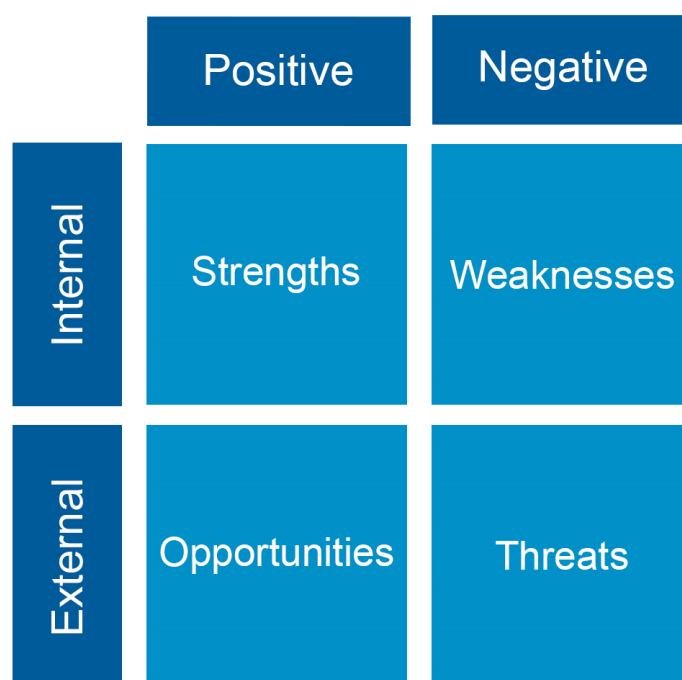 Positive
Negative
Internal
Strengths
Weaknesses
External
Opportunities
Threats